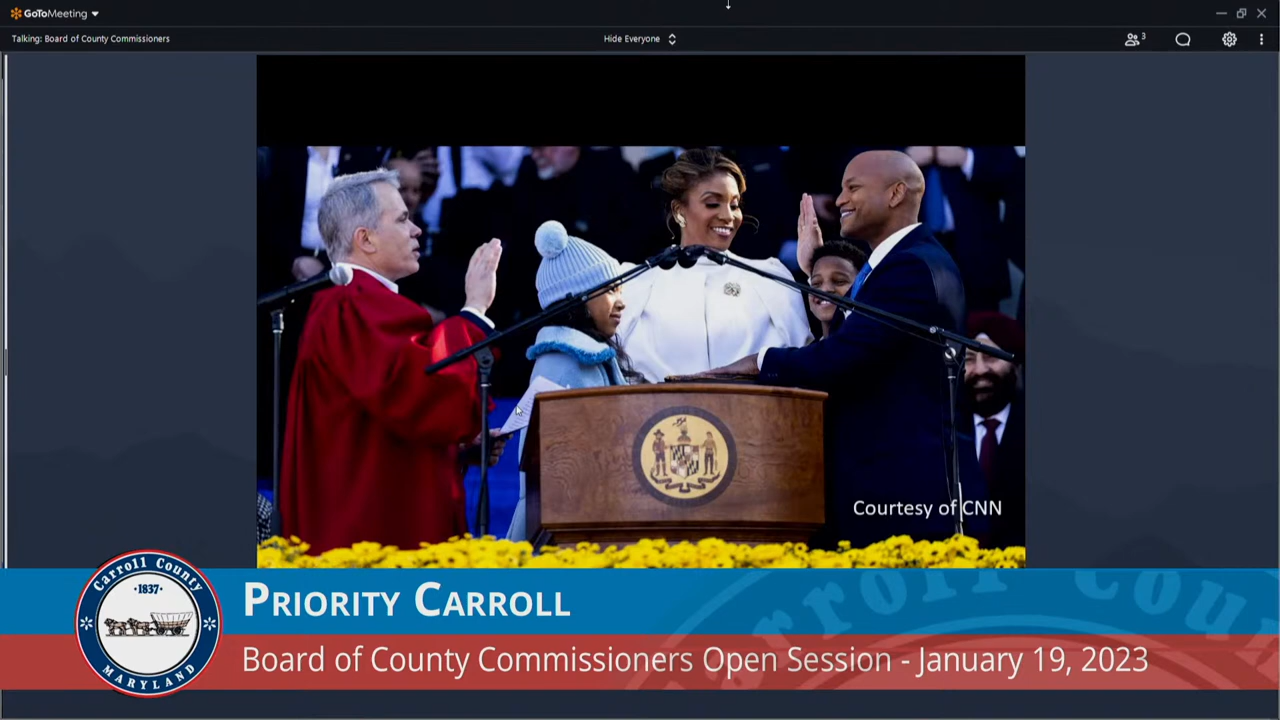 GoToMeeting
Talking: Board of County Commissioners
Hide Everyone
3
Courtesy of CNN
Carroll County
·1837·
MARYLAND
PRIORITY CARROLL
Board of County Commissioners Open Session - January 19, 2023